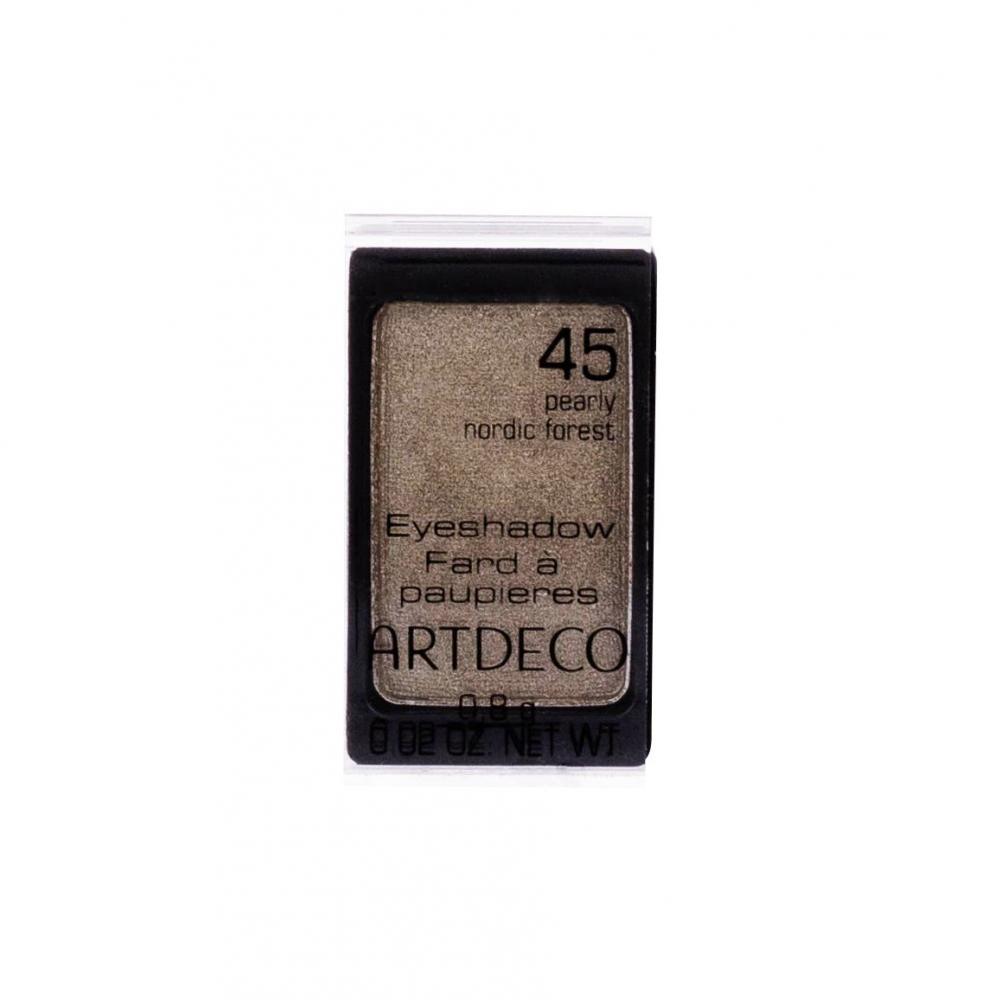 45
pearly
nordic forest
Eyeshadow
Fard à
paupieres
ARTDECO
0,8 g
0.02 OZ. NET WT.